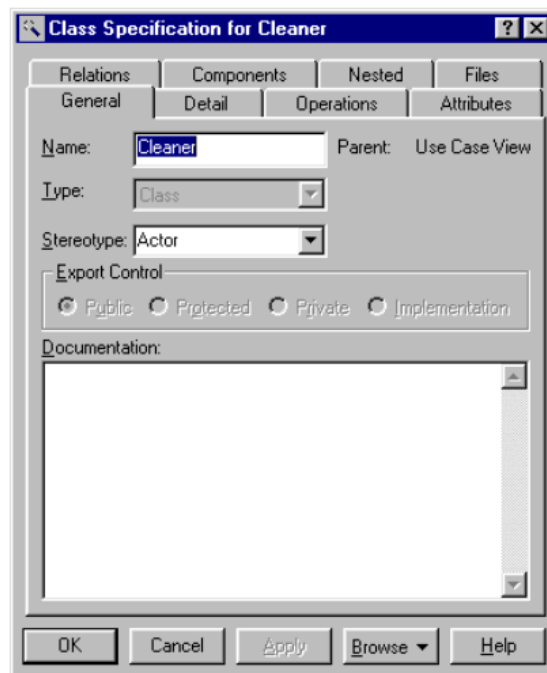 Class Specification for Cleaner
Relations Components Nested Files
General Detail Operations Attributes
Name: Cleaner Parent: Use Case View
Type: Class
Stereotype: Actor
Export Control
Public Protected Private Implementation
Documentation:
OK Cancel Apply Browse Help